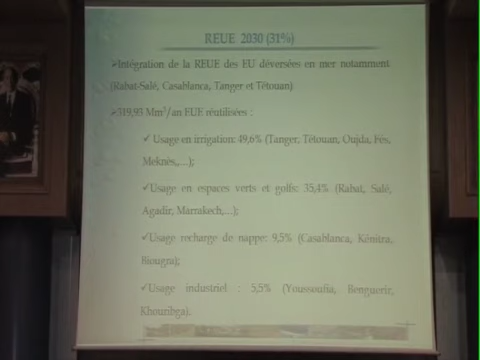 REUE 2030 (31%)
➢Intégration de la REUE des EU déversées en mer notamment
(Rabat-Salé, Casablanca, Tanger et Tétouan)
➢319,93 Mm³/an FUE réutilisées :
✓ Usage en irrigation: 49,6% (Tanger, Tétouan, Oujda, Fès,
Meknès,…);
✓Usage en espaces verts et golfs: 35,4% (Rabat, Salé,
Agadir, Marrakech,…);
✓Usage recharge de nappe: 9,5% (Casablanca, Kénitra,
Biougra);
✓Usage industriel : 5,5% (Youssoufia, Benguerir,
Khouribga).